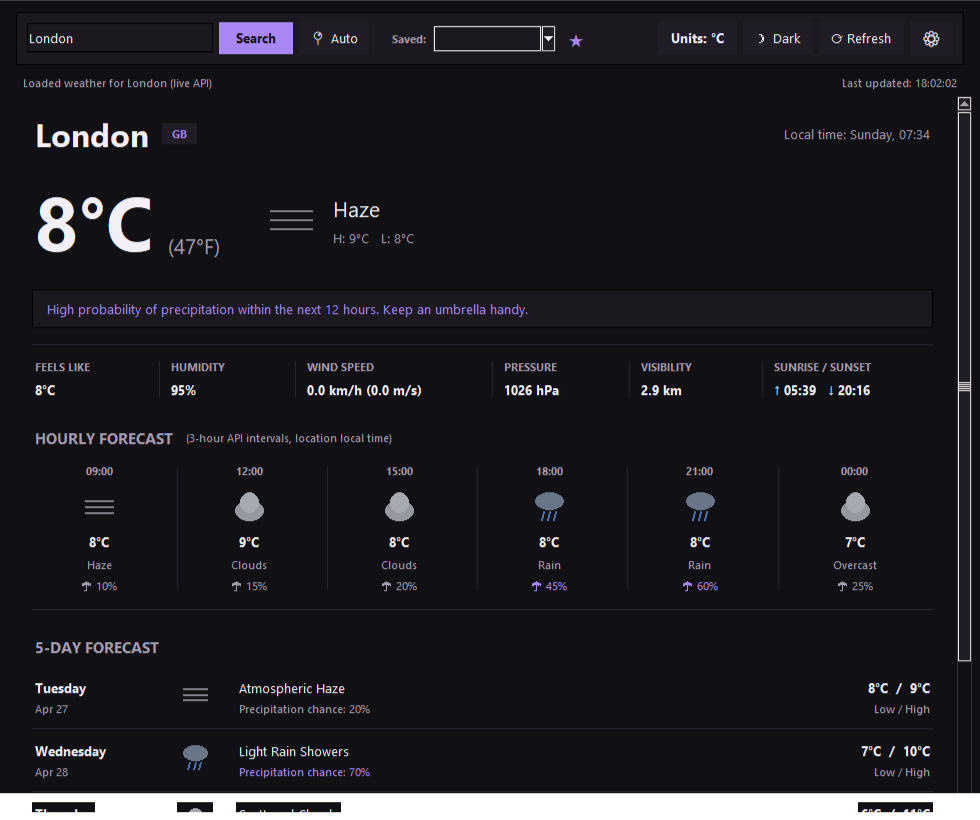 London Search Auto Saved: Units: °C Dark Refresh
Loaded weather for London (live API) Last updated: 18:02:02
London GB Local time: Sunday, 07:34
8°C (47°F) Haze
H: 9°C L: 8°C
High probability of precipitation within the next 12 hours. Keep an umbrella handy.
FEELS LIKE HUMIDITY WIND SPEED PRESSURE VISIBILITY SUNRISE / SUNSET
8°C 95% 0.0 km/h (0.0 m/s) 1026 hPa 2.9 km ↑ 05:39 ↓ 20:16
HOURLY FORECAST (3-hour API intervals, location local time)
09:00 12:00 15:00 18:00 21:00 00:00
8°C 9°C 8°C 8°C 8°C 7°C
Haze Clouds Clouds Rain Rain Overcast
10% 15% 20% 45% 60% 25%
5-DAY FORECAST
Tuesday Atmospheric Haze 8°C / 9°C
Apr 27 Precipitation chance: 20% Low / High
Wednesday Light Rain Showers 7°C / 10°C
Apr 28 Precipitation chance: 70% Low / High